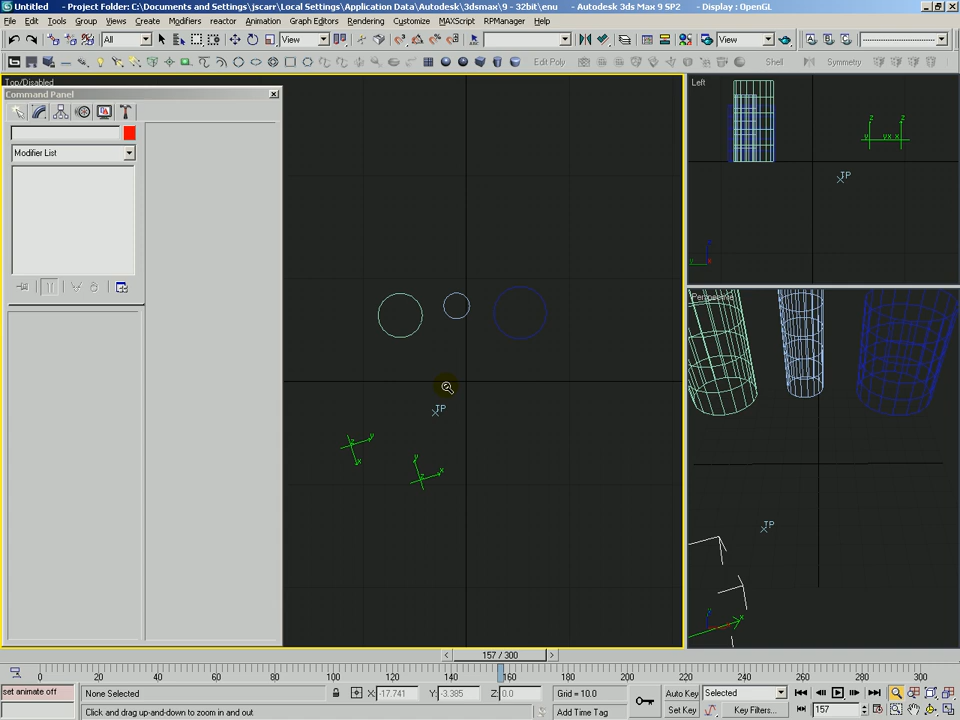 Untitled - Project Folder: C:\Documents and Settings\jscarr\Local Settings\Application Data\Autodesk\3dsmax\9 - 32bit\enu - Autodesk 3ds Max 9 SP2 - Display : OpenGL
File Edit Tools Group Views Create Modifiers reactor Animation Graph Editors Rendering Customize MAXScript RPManager Help
All View View
Edit Poly Shell Symmetry
Top/Disabled
Command Panel
Modifier List
Left
z z
y yx x
TP
z
y
Perspective
TP
TP
z y
x
y
x
z
z
x
157 / 300
0 20 40 60 80 100 120 140 160 180 200 220 240 260 280 300
set animate off None Selected X: -17.741 Y: -3.385 Z: 0.0 Grid = 10.0 Auto Key Selected
Click and drag up-and-down to zoom in and out Add Time Tag Set Key Key Filters... 157